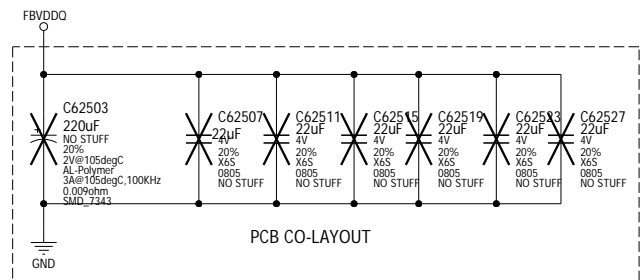 FBVDDQ
C62503
220uF
NO STUFF
20%
2V@105degC
AL-Polymer
3A@105degC,100KHz
0.009ohm
SMD_7343
C62507
22uF
4V
20%
X6S
0805
NO STUFF
C62511
22uF
4V
20%
X6S
0805
NO STUFF
C62515
22uF
4V
20%
X6S
0805
NO STUFF
C62519
22uF
4V
20%
X6S
0805
NO STUFF
C62523
22uF
4V
20%
X6S
0805
NO STUFF
C62527
22uF
4V
20%
X6S
0805
NO STUFF
PCB CO-LAYOUT
GND